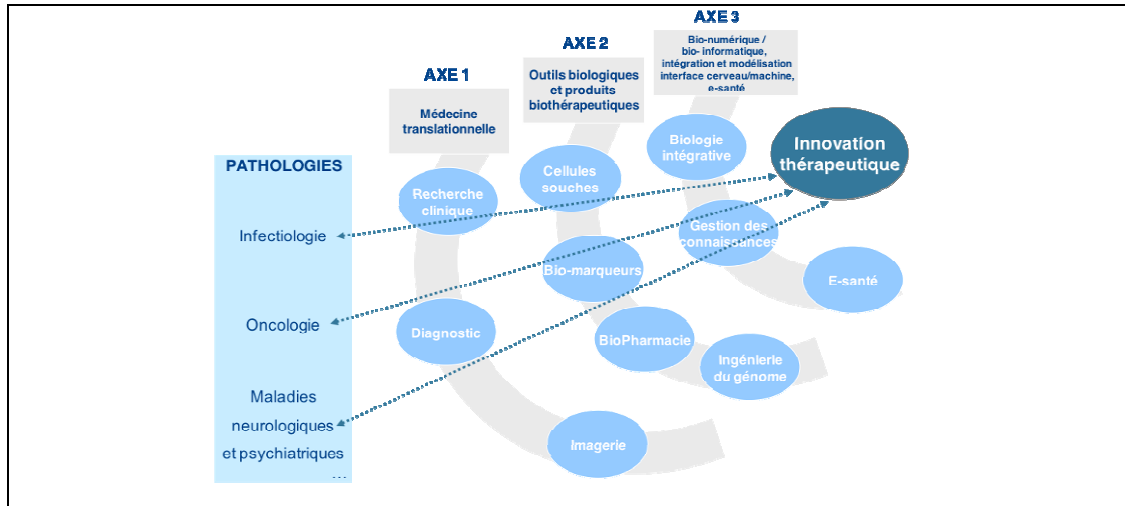 AXE 3
Bio-numérique /
bio- informatique,
intégration et modélisation
interface cerveau/machine,
e-santé
AXE 2
Outils biologiques
et produits
biothérapeutiques
AXE 1
Médecine
translationnelle
Innovation
thérapeutique
Biologie
intégrative
Cellules
souches
Recherche
clinique
PATHOLOGIES
Infectiologie
Gestion des
connaissances
Bio-marqueurs
E-santé
Oncologie
Diagnostic
BioPharmacie
Ingénierie
du génome
Maladies
neurologiques
et psychiatriques
...
Imagerie